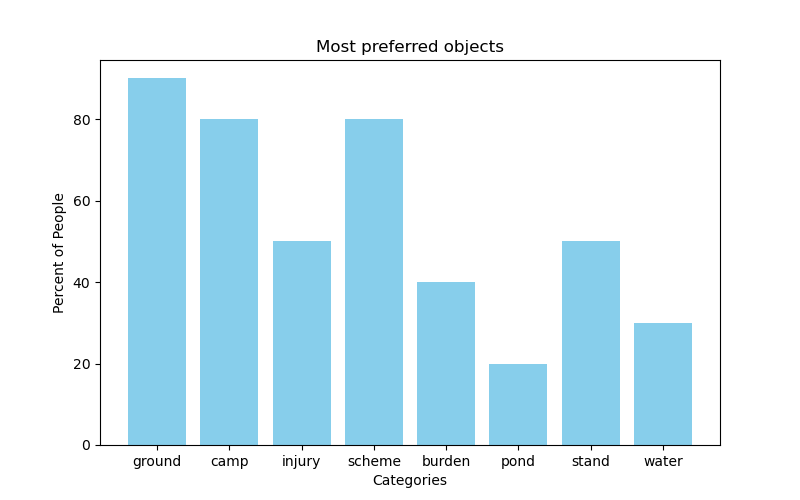 Most preferred objects
Percent of People
80
60
40
20
0
ground camp injury scheme burden pond stand water
Categories